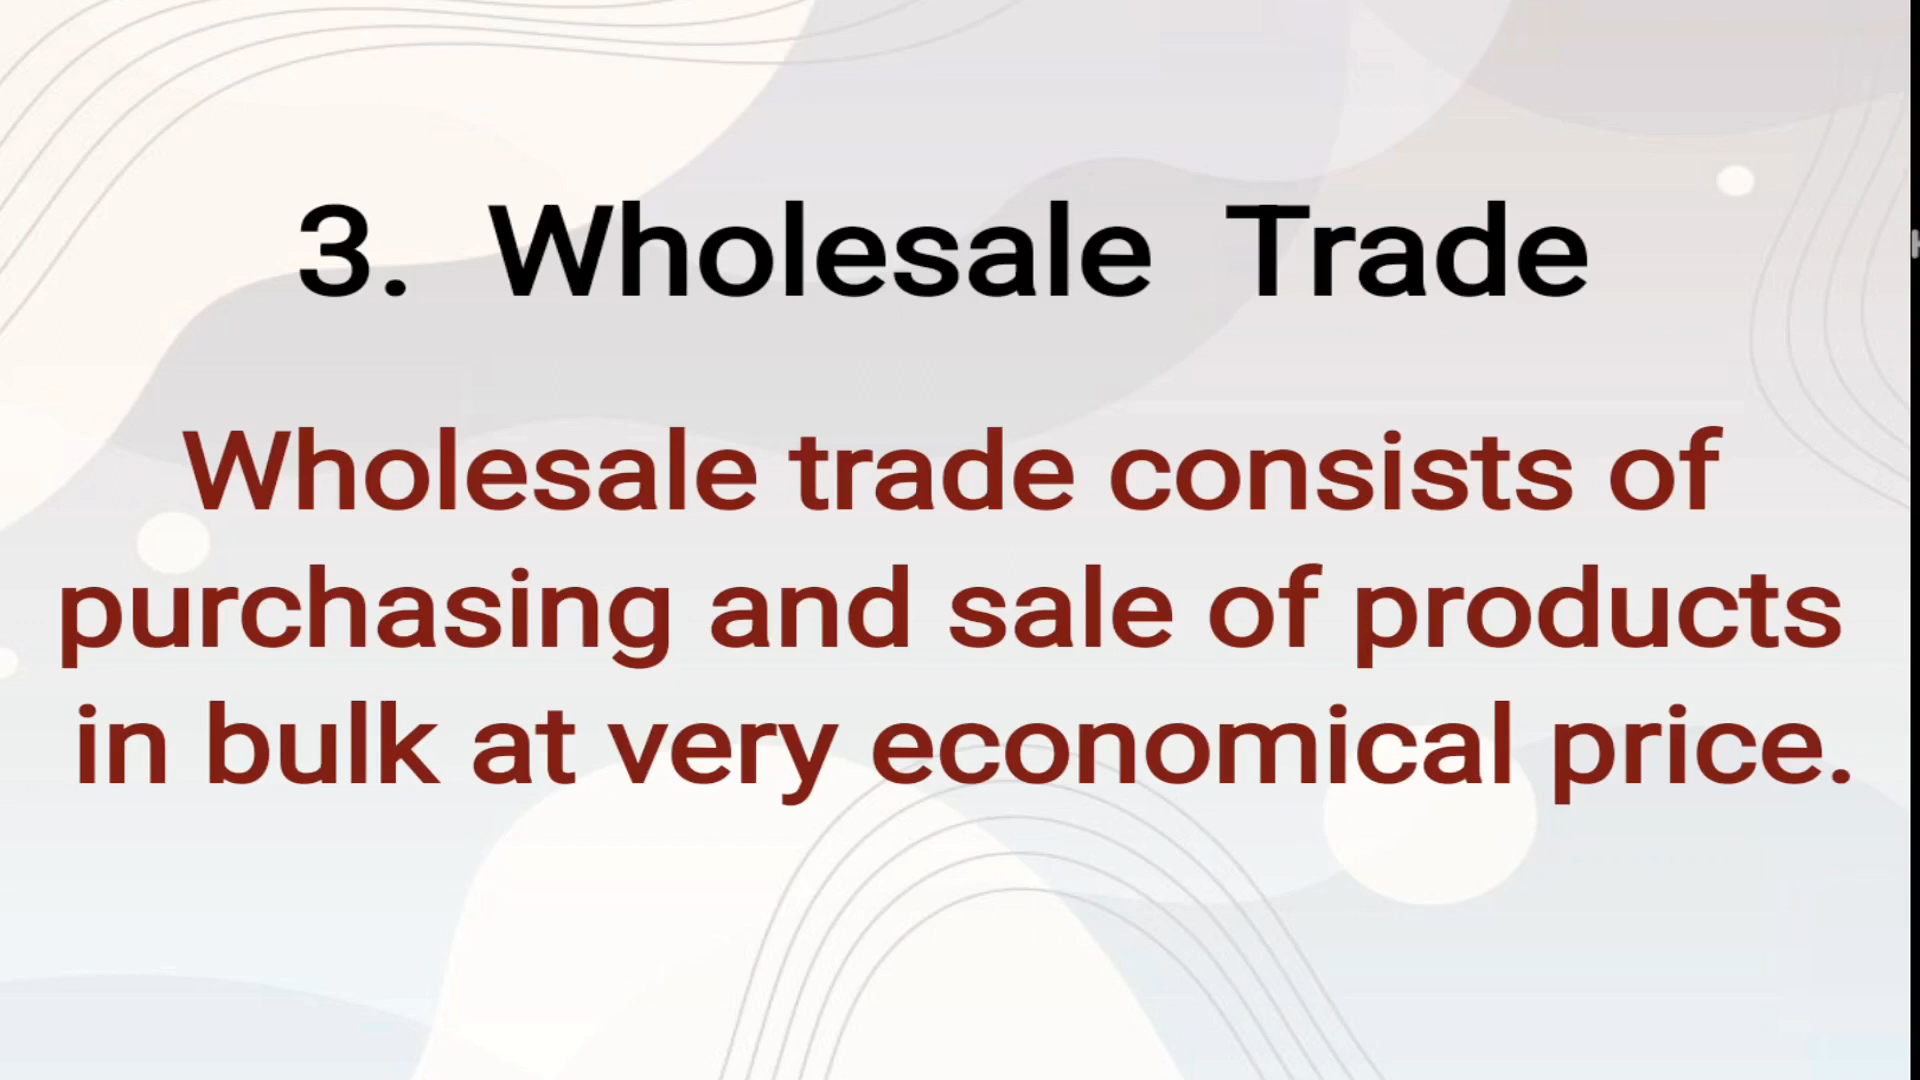 3. Wholesale Trade
Wholesale trade consists of
purchasing and sale of products
in bulk at very economical price.